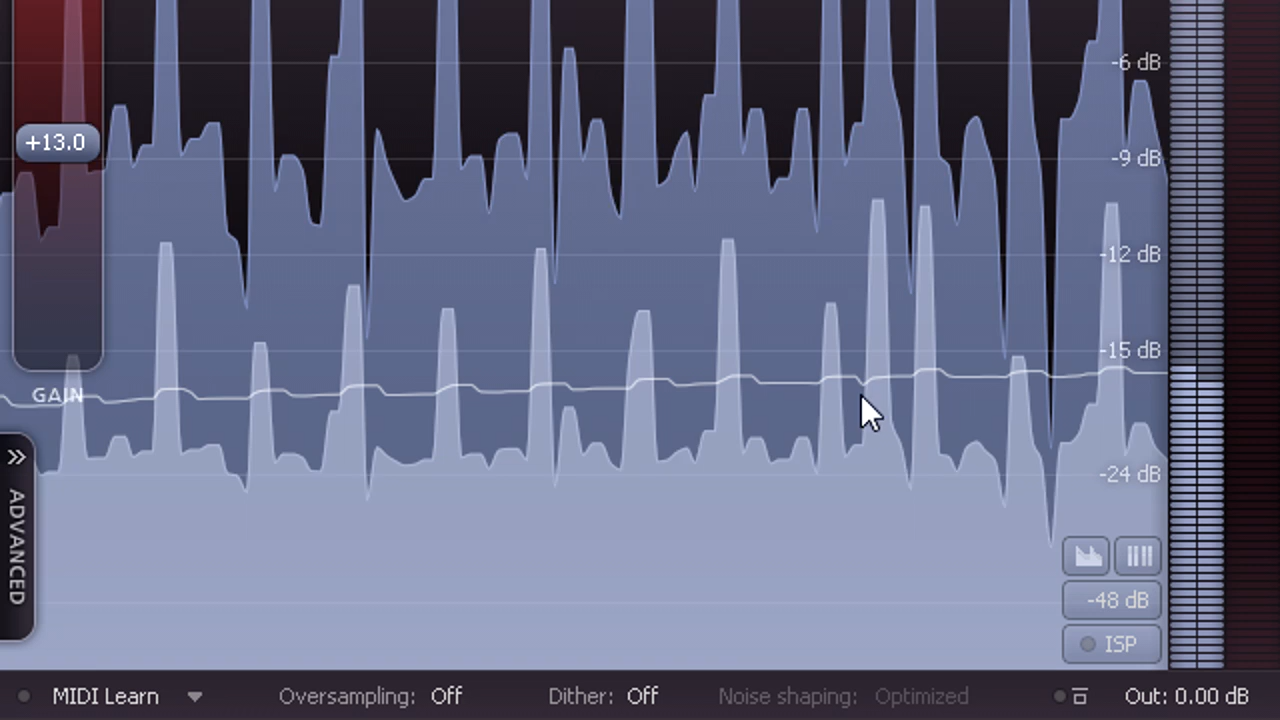 -6 dB
+13.0
-9 dB
-12 dB
-15 dB
GAIN
-24 dB
ADVANCED
-48 dB
ISP
MIDI Learn Oversampling: Off Dither: Off Noise shaping: Optimized Out: 0.00 dB